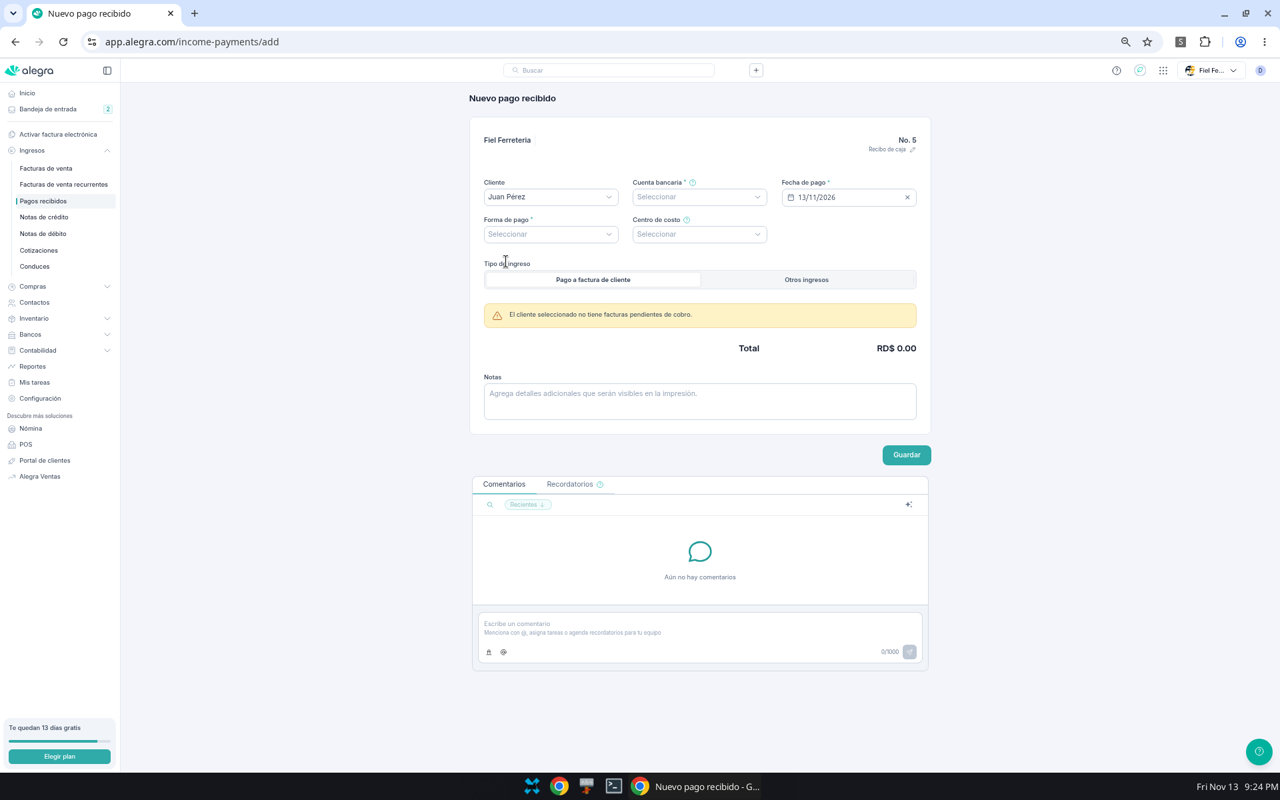 Nuevo pago recibido
app.alegra.com/income-payments/add
S
alegra
Buscar
Fiel Fe...
D
Inicio
Bandeja de entrada 2
Activar factura electrónica
Ingresos
Facturas de venta
Facturas de venta recurrentes
Pagos recibidos
Notas de crédito
Notas de débito
Cotizaciones
Conduces
Compras
Contactos
Inventario
Bancos
Contabilidad
Reportes
Mis tareas
Configuración
Descubre más soluciones
Nómina
POS
Portal de clientes
Alegra Ventas
Te quedan 13 días gratis
Elegir plan
Nuevo pago recibido
Fiel Ferreteria
No. 5
Recibo de caja
Cliente
Juan Pérez
Cuenta bancaria *
Seleccionar
Fecha de pago *
13/11/2026
Forma de pago *
Seleccionar
Centro de costo
Seleccionar
Tipo de ingreso
Pago a factura de cliente
Otros ingresos
El cliente seleccionado no tiene facturas pendientes de cobro.
Total RD$ 0.00
Notas
Agrega detalles adicionales que serán visibles en la impresión.
Guardar
Comentarios
Recordatorios
Recientes ↓
Aún no hay comentarios
Escribe un comentario
Menciona con @, asigna tareas o agenda recordatorios para tu equipo
0/1000
Nuevo pago recibido - G...
Fri Nov 13 9:24 PM